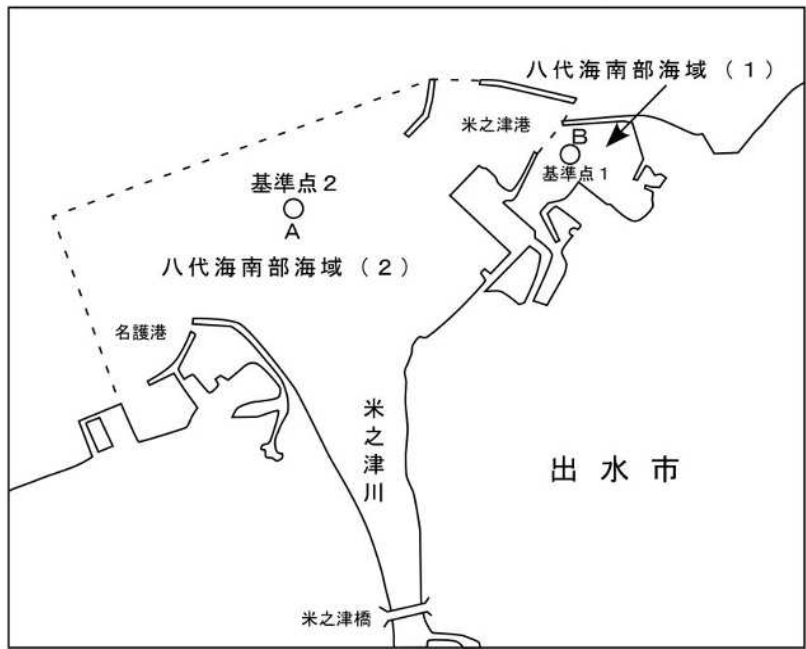 八代海南部海域(1)
米之津港
B
基準点1
基準点2
A
八代海南部海域(2)
名護港
米之津川
出水市
米之津橋